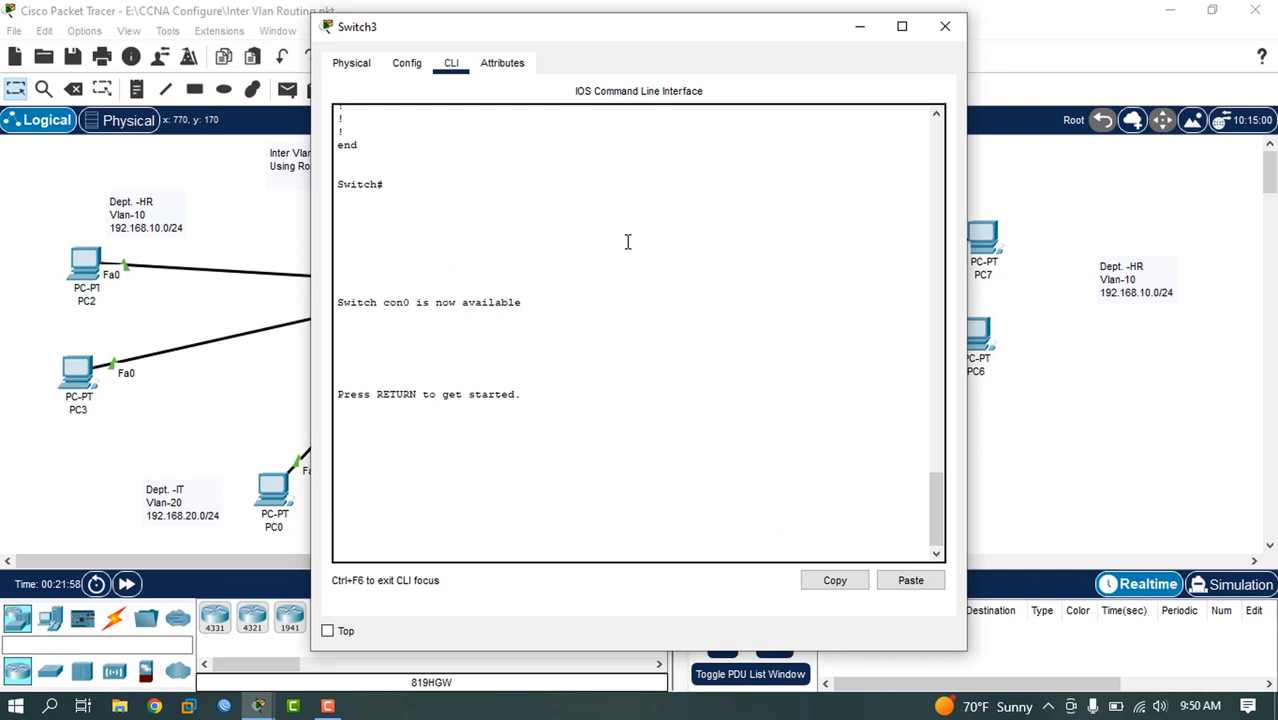 Cisco Packet Tracer - E:\CCNA Configure\Inter Vlan Routing.pkt
File Edit Options View Tools Extensions Window
Logical Physical x: 770, y: 170
Root 10:15:00
Inter Vlan
Using Ro
Dept. -HR
Vlan-10
192.168.10.0/24
Fa0
PC-PT
PC2
Fa0
PC-PT
PC3
Dept. -IT
Vlan-20
192.168.20.0/24
PC-PT
PC0
Switch3
Physical Config CLI Attributes
IOS Command Line Interface
!
!
!
end
Switch#
Switch con0 is now available
Press RETURN to get started.
Ctrl+F6 to exit CLI focus
Copy Paste
Top
PC-PT
PC7
PC-PT
PC6
Dept. -HR
Vlan-10
192.168.10.0/24
Time: 00:21:58
Realtime Simulation
4331 4321 1941
819HGW
Destination Type Color Time(sec) Periodic Num Edit
Toggle PDU List Window
70°F Sunny 9:50 AM